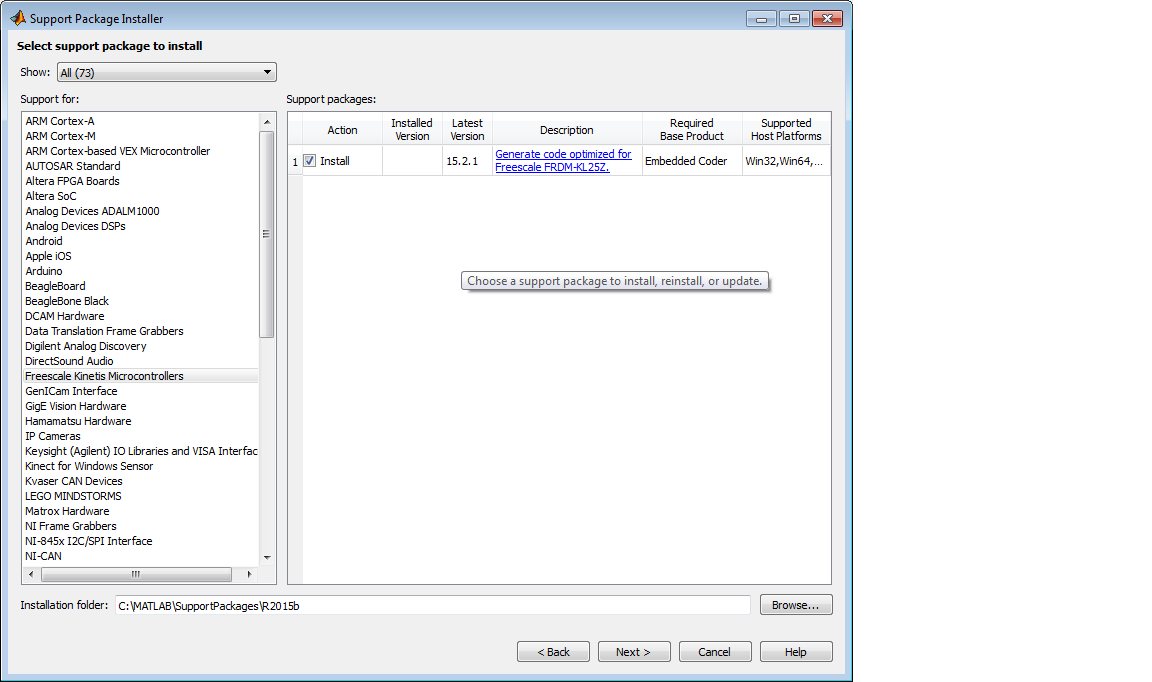 Support Package Installer
Select support package to install
Show: All (73)
Support for:
ARM Cortex-A
ARM Cortex-M
ARM Cortex-based VEX Microcontroller
AUTOSAR Standard
Altera FPGA Boards
Altera SoC
Analog Devices ADALM1000
Analog Devices DSPs
Android
Apple iOS
Arduino
BeagleBoard
BeagleBone Black
DCAM Hardware
Data Translation Frame Grabbers
Digilent Analog Discovery
DirectSound Audio
Freescale Kinetis Microcontrollers
GenICam Interface
GigE Vision Hardware
Hamamatsu Hardware
IP Cameras
Keysight (Agilent) IO Libraries and VISA Interfac
Kinect for Windows Sensor
Kvaser CAN Devices
LEGO MINDSTORMS
Matrox Hardware
NI Frame Grabbers
NI-845x I2C/SPI Interface
NI-CAN
Support packages:
Action
Installed
Version
Latest
Version
Description
Required
Base Product
Supported
Host Platforms
1 Install
15.2.1
Generate code optimized for
Freescale FRDM-KL25Z.
Embedded Coder
Win32,Win64,...
Choose a support package to install, reinstall, or update.
Installation folder: C:\MATLAB\SupportPackages\R2015b
Browse...
< Back
Next >
Cancel
Help